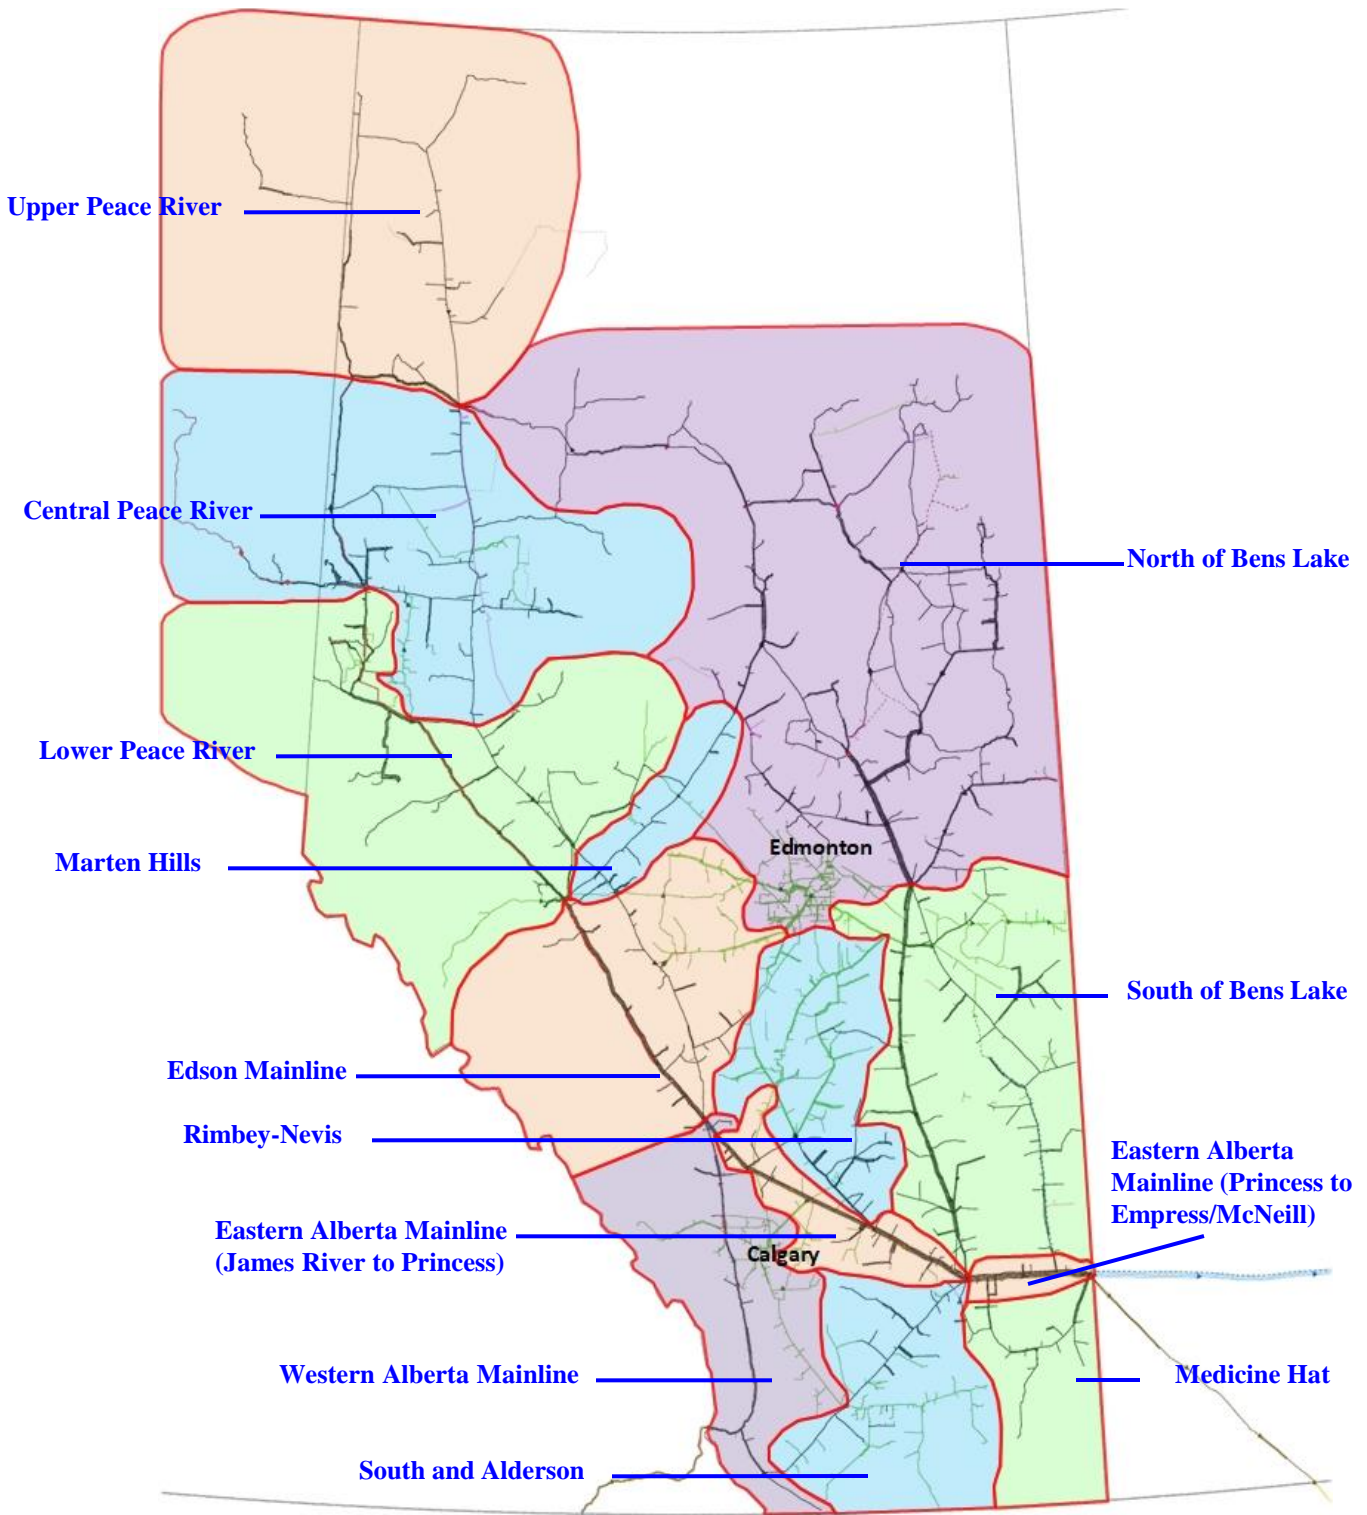 Upper Peace River
Central Peace River
North of Bens Lake
Lower Peace River
Edmonton
Marten Hills
South of Bens Lake
Edson Mainline
Rimbey-Nevis
Eastern Alberta
Mainline (Princess to
Empress/McNeill)
Eastern Alberta Mainline
(James River to Princess)
Calgary
Western Alberta Mainline
Medicine Hat
South and Alderson